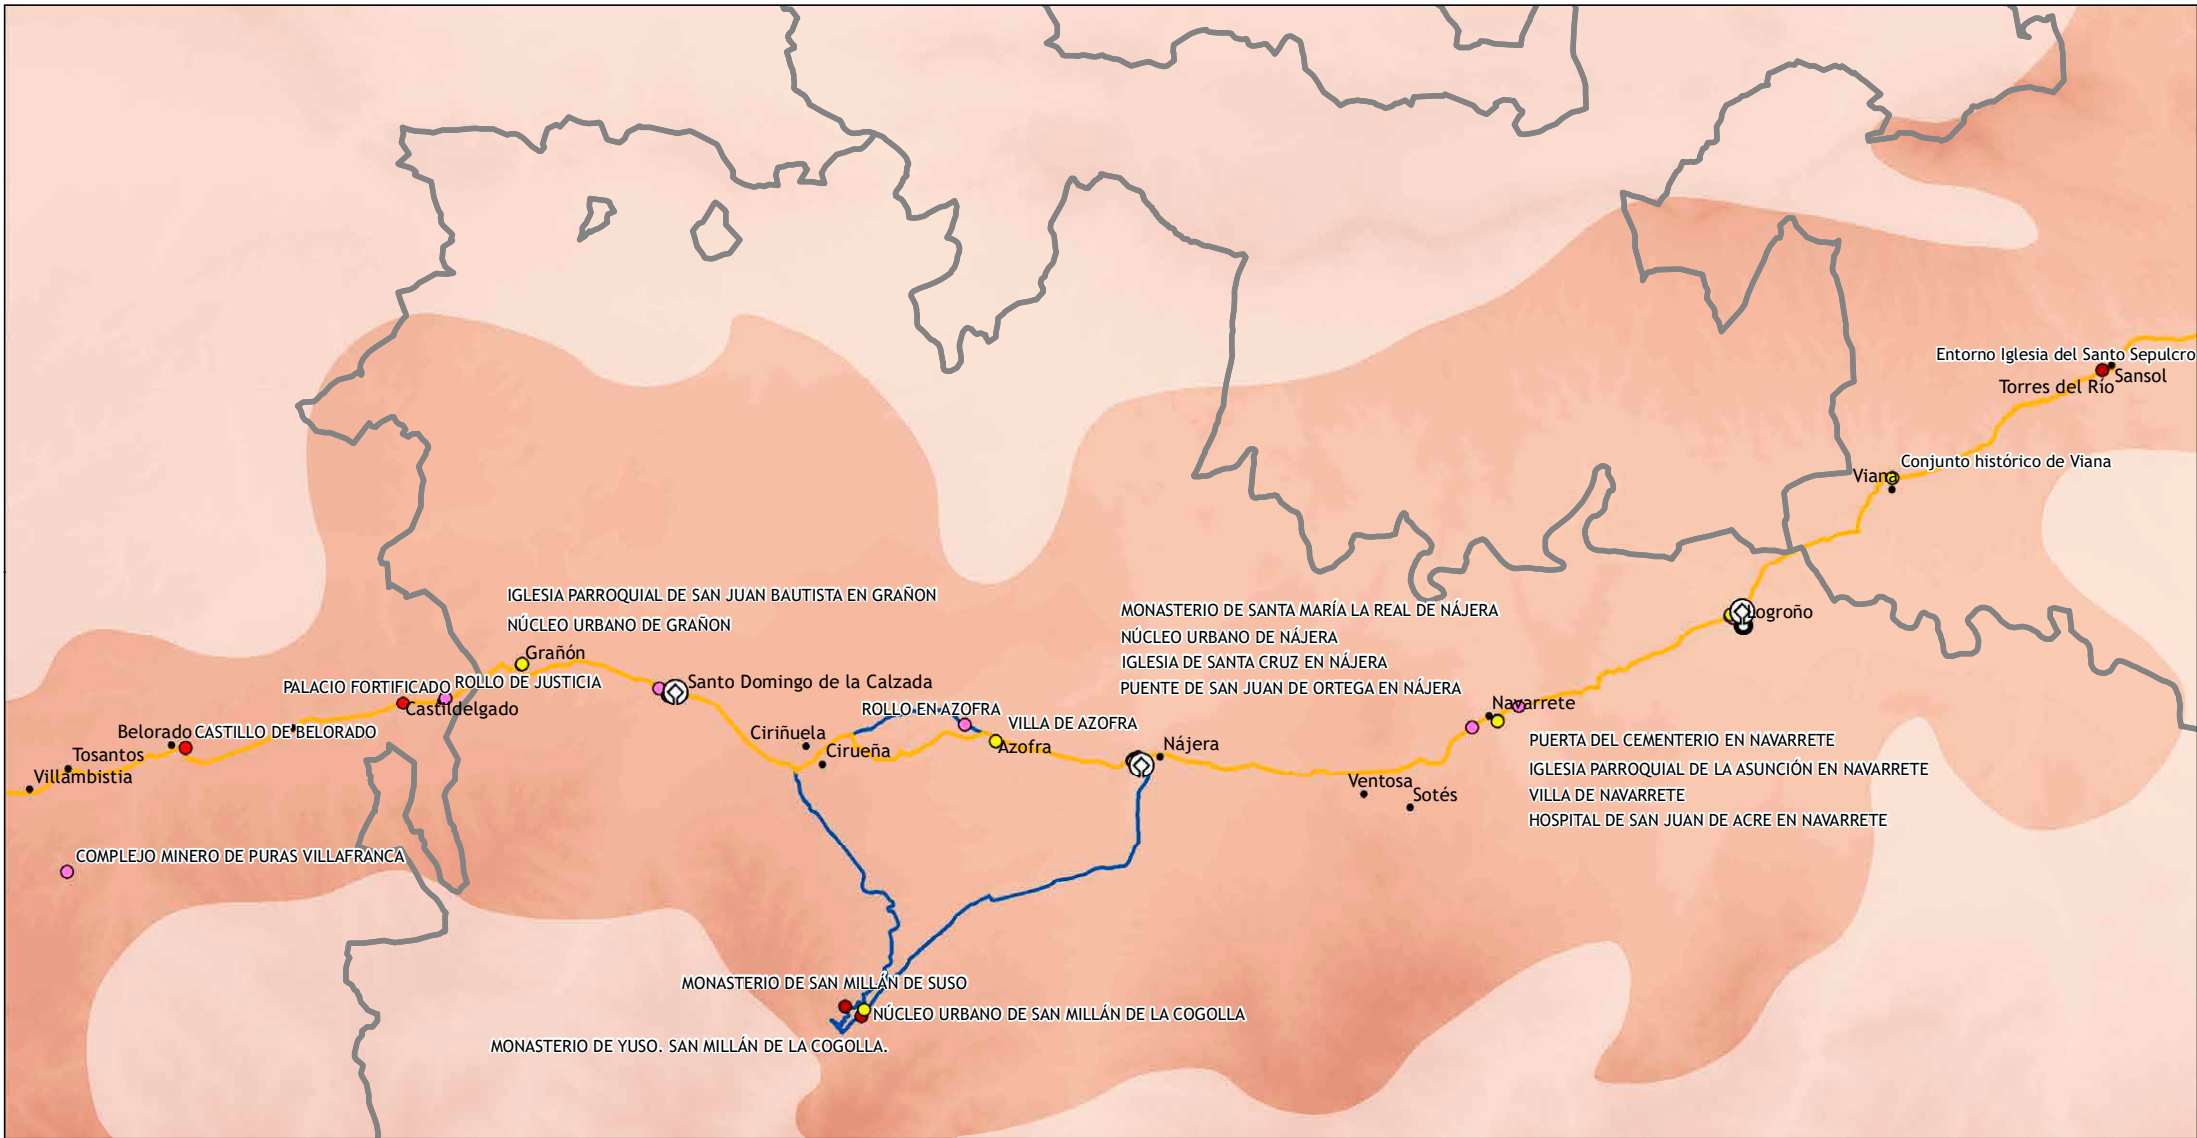 Entorno Iglesia del Santo Sepulcro
Sansol
Torres del Río
Conjunto histórico de Viana
Viana
IGLESIA PARROQUIAL DE SAN JUAN BAUTISTA EN GRAÑON
NÚCLEO URBANO DE GRAÑON
MONASTERIO DE SANTA MARÍA LA REAL DE NÁJERA
NÚCLEO URBANO DE NÁJERA
IGLESIA DE SANTA CRUZ EN NÁJERA
PUENTE DE SAN JUAN DE ORTEGA EN NÁJERA
Logroño
Grañón
PALACIO FORTIFICADO
ROLLO DE JUSTICIA
Santo Domingo de la Calzada
Castildelgado
ROLLO EN AZOFRA
VILLA DE AZOFRA
Navarrete
Belorado
CASTILLO DE BELORADO
Ciriñuela
Cirueña
Azofra
Nájera
PUERTA DEL CEMENTERIO EN NAVARRETE
IGLESIA PARROQUIAL DE LA ASUNCIÓN EN NAVARRETE
VILLA DE NAVARRETE
HOSPITAL DE SAN JUAN DE ACRE EN NAVARRETE
Tosantos
Villambistia
Ventosa
Sotés
COMPLEJO MINERO DE PURAS VILLAFRANCA
MONASTERIO DE SAN MILLÁN DE SUSO
NÚCLEO URBANO DE SAN MILLÁN DE LA COGOLLA
MONASTERIO DE YUSO. SAN MILLÁN DE LA COGOLLA.